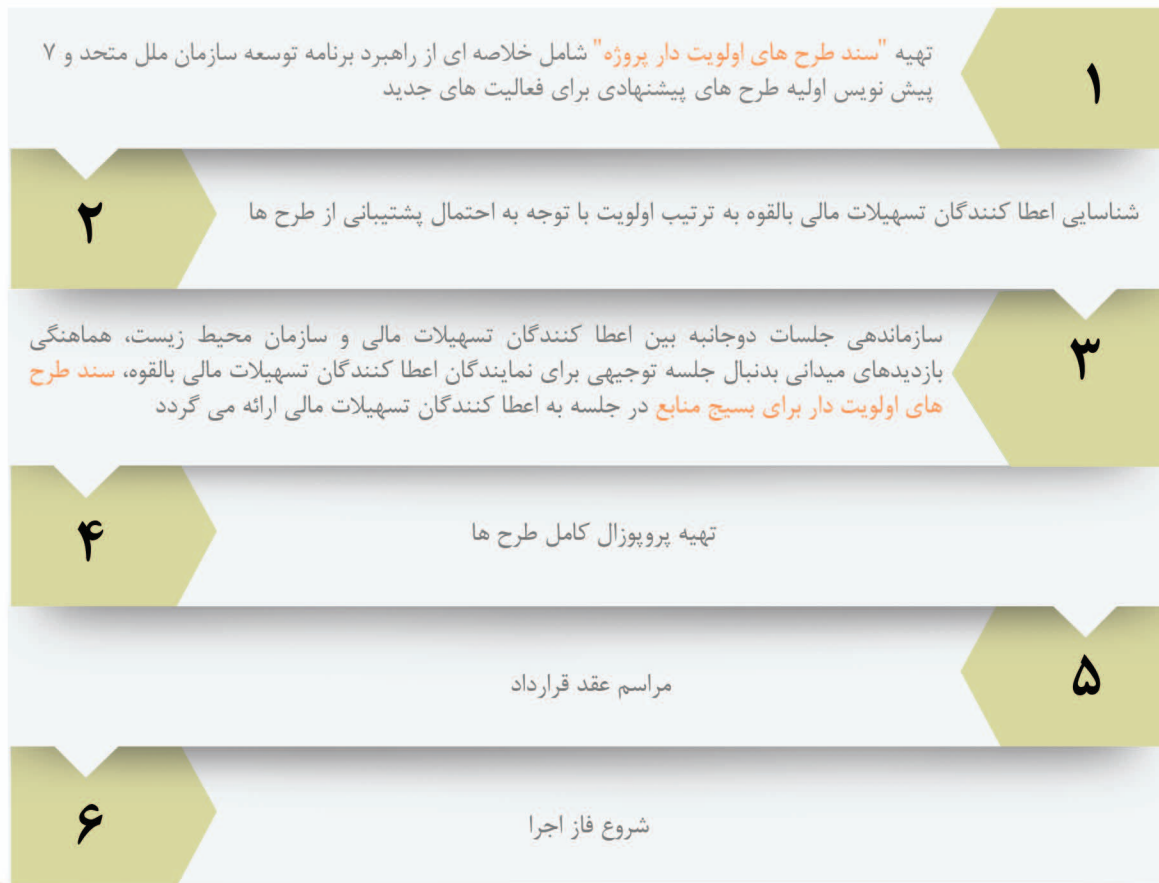 ۱
تهیه "سند طرح های اولویت دار پروژه" شامل خلاصه ای از راهبرد برنامه توسعه سازمان ملل متحد و ۷
پیش نویس اولیه طرح های پیشنهادی برای فعالیت های جدید
۲
شناسایی اعطا کنندگان تسهیلات مالی بالقوه به ترتیب اولویت با توجه به احتمال پشتیبانی از طرح ها
۳
سازماندهی جلسات دوجانبه بین اعطا کنندگان تسهیلات مالی و سازمان محیط زیست، هماهنگی
بازدیدهای میدانی بدنبال جلسه توجیهی برای نمایندگان اعطا کنندگان تسهیلات مالی بالقوه، سند طرح
های اولویت دار برای بسیج منابع در جلسه به اعطا کنندگان تسهیلات مالی ارائه می گردد
۴
تهیه پروپوزال کامل طرح ها
۵
مراسم عقد قرارداد
۶
شروع فاز اجرا